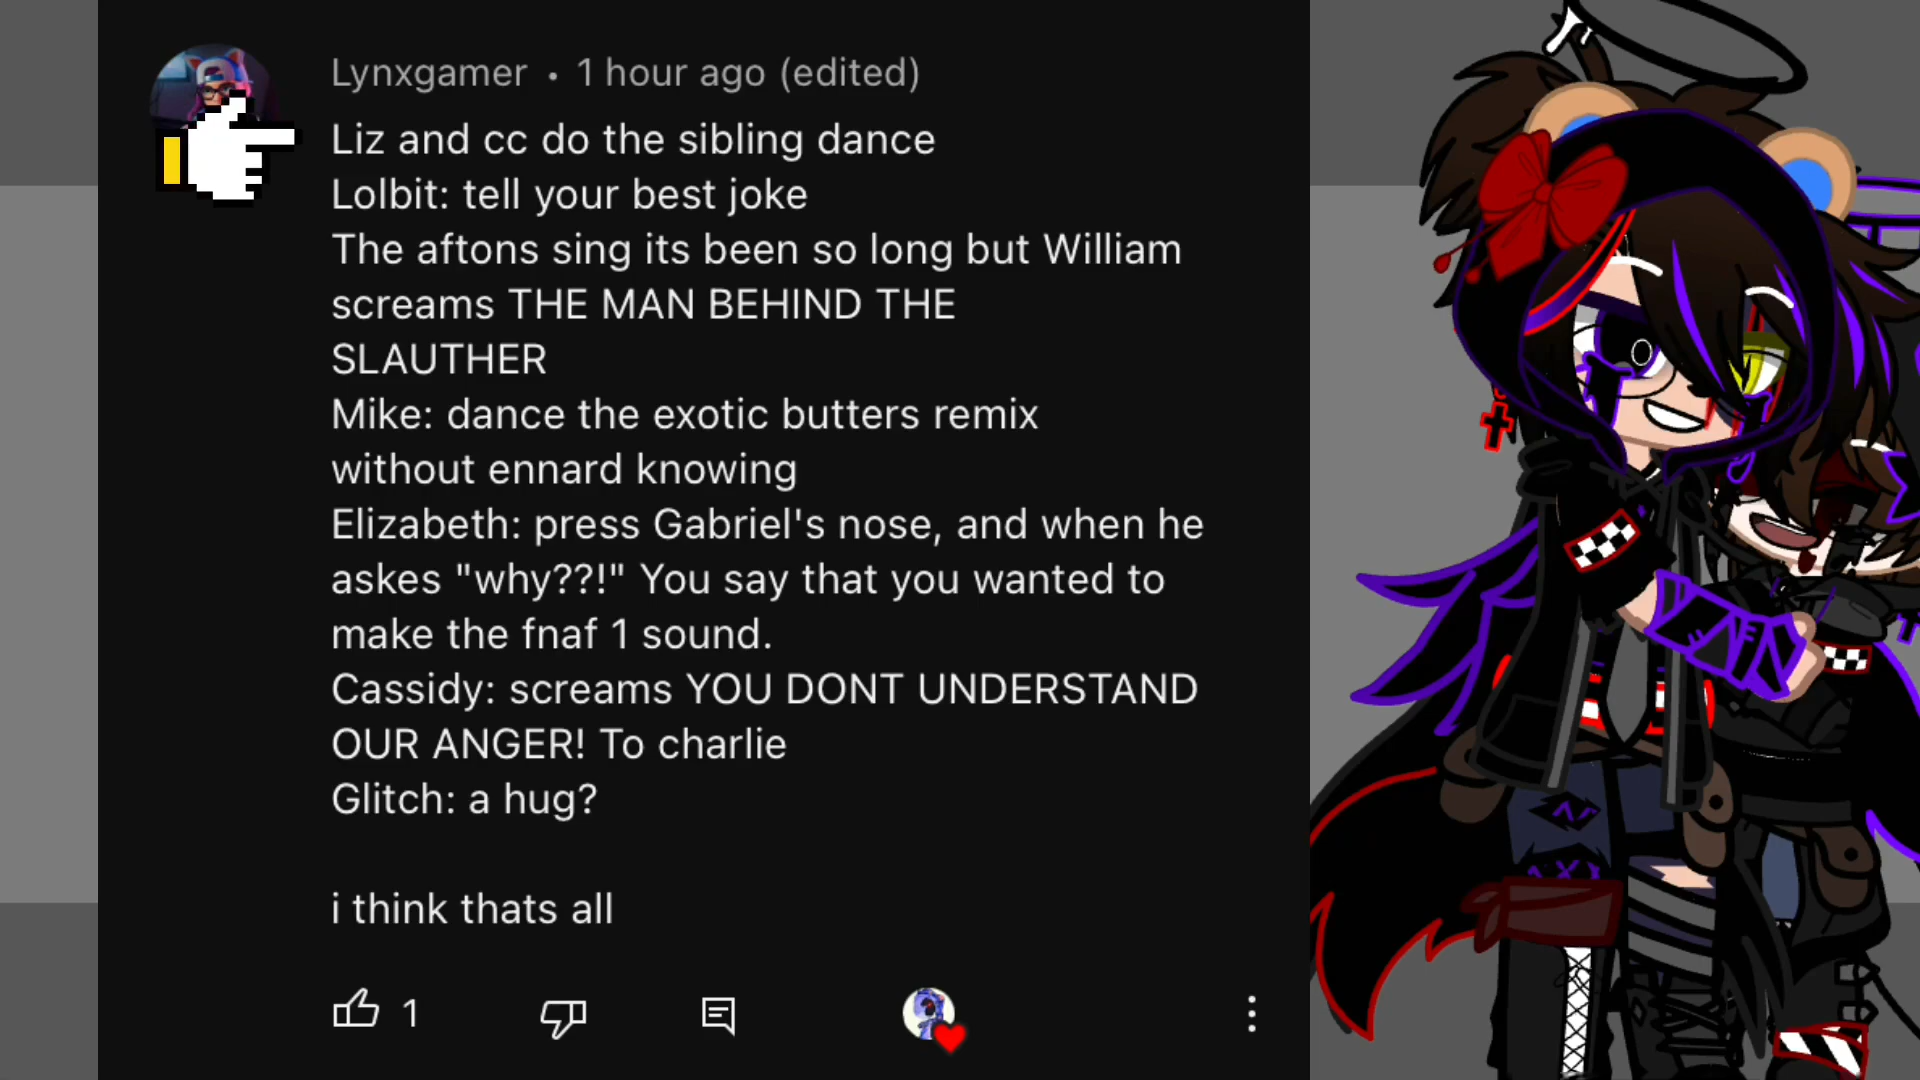 Lynxgamer • 1 hour ago (edited)
Liz and cc do the sibling dance
Lolbit: tell your best joke
The aftons sing its been so long but William
screams THE MAN BEHIND THE
SLAUTHER
Mike: dance the exotic butters remix
without ennard knowing
Elizabeth: press Gabriel's nose, and when he
askes "why??!" You say that you wanted to
make the fnaf 1 sound.
Cassidy: screams YOU DONT UNDERSTAND
OUR ANGER! To charlie
Glitch: a hug?
i think thats all
1